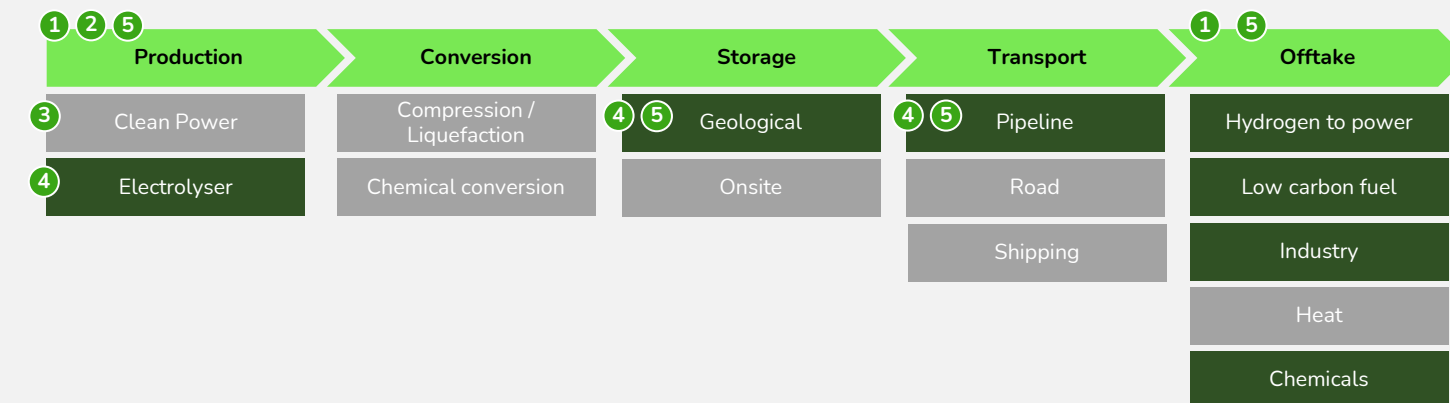 1 2 5
1 5
Production
Conversion
Storage
Transport
Offtake
3
Clean Power
Compression /
Liquefaction
4 5
Geological
4 5
Pipeline
Hydrogen to power
4
Electrolyser
Chemical conversion
Onsite
Road
Low carbon fuel
Shipping
Industry
Heat
Chemicals